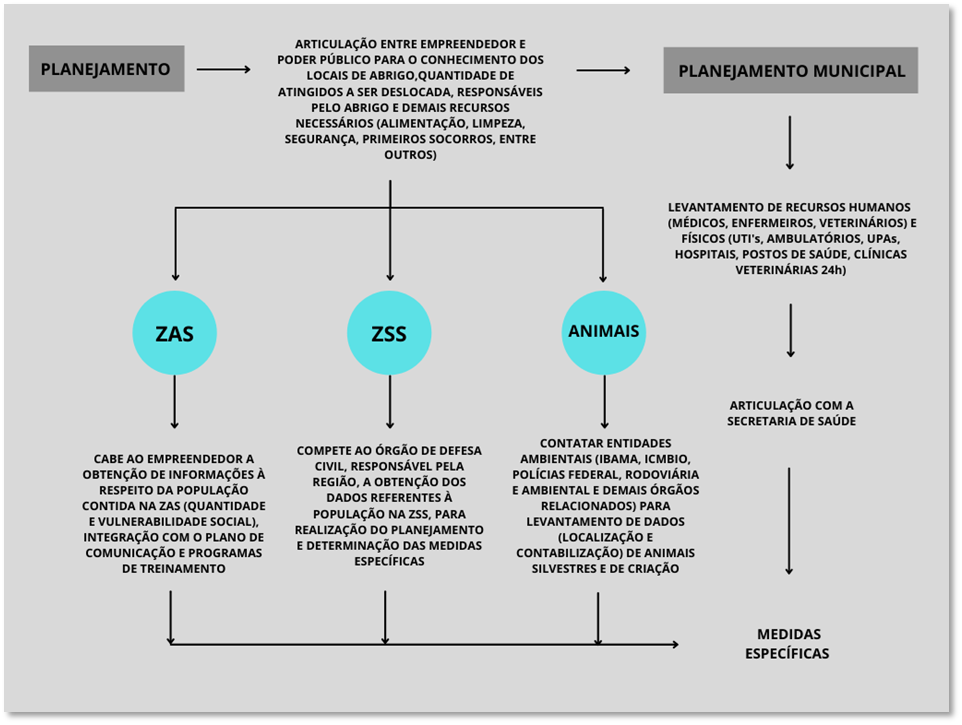 PLANEJAMENTO
ARTICULAÇÃO ENTRE EMPREENDEDOR E
PODER PÚBLICO PARA O CONHECIMENTO DOS
LOCAIS DE ABRIGO,QUANTIDADE DE
ATINGIDOS A SER DESLOCADA, RESPONSÁVEIS
PELO ABRIGO E DEMAIS RECURSOS
NECESSÁRIOS (ALIMENTAÇÃO, LIMPEZA,
SEGURANÇA, PRIMEIROS SOCORROS, ENTRE
OUTROS)
PLANEJAMENTO MUNICIPAL
LEVANTAMENTO DE RECURSOS HUMANOS
(MÉDICOS, ENFERMEIROS, VETERINÁRIOS) E
FÍSICOS (UTI's, AMBULATÓRIOS, UPAs,
HOSPITAIS, POSTOS DE SAÚDE, CLÍNICAS
VETERINÁRIAS 24h)
ZAS
ZSS
ANIMAIS
ARTICULAÇÃO COM A
SECRETARIA DE SAÚDE
CABE AO EMPREENDEDOR A
OBTENÇÃO DE INFORMAÇÕES À
RESPEITO DA POPULAÇÃO
CONTIDA NA ZAS (QUANTIDADE
E VULNERABILIDADE SOCIAL),
INTEGRAÇÃO COM O PLANO DE
COMUNICAÇÃO E PROGRAMAS
DE TREINAMENTO
COMPETE AO ÓRGÃO DE DEFESA
CIVIL, RESPONSÁVEL PELA
REGIÃO, A OBTENÇÃO DOS
DADOS REFERENTES À
POPULAÇÃO NA ZSS, PARA
REALIZAÇÃO DO PLANEJAMENTO
E DETERMINAÇÃO DAS MEDIDAS
ESPECÍFICAS
CONTATAR ENTIDADES
AMBIENTAIS (IBAMA, ICMBIO,
POLÍCIAS FEDERAL, RODOVIÁRIA
E AMBIENTAL E DEMAIS ÓRGÃOS
RELACIONADOS) PARA
LEVANTAMENTO DE DADOS
(LOCALIZAÇÃO E
CONTABILIZAÇÃO) DE ANIMAIS
SILVESTRES E DE CRIAÇÃO
MEDIDAS
ESPECÍFICAS